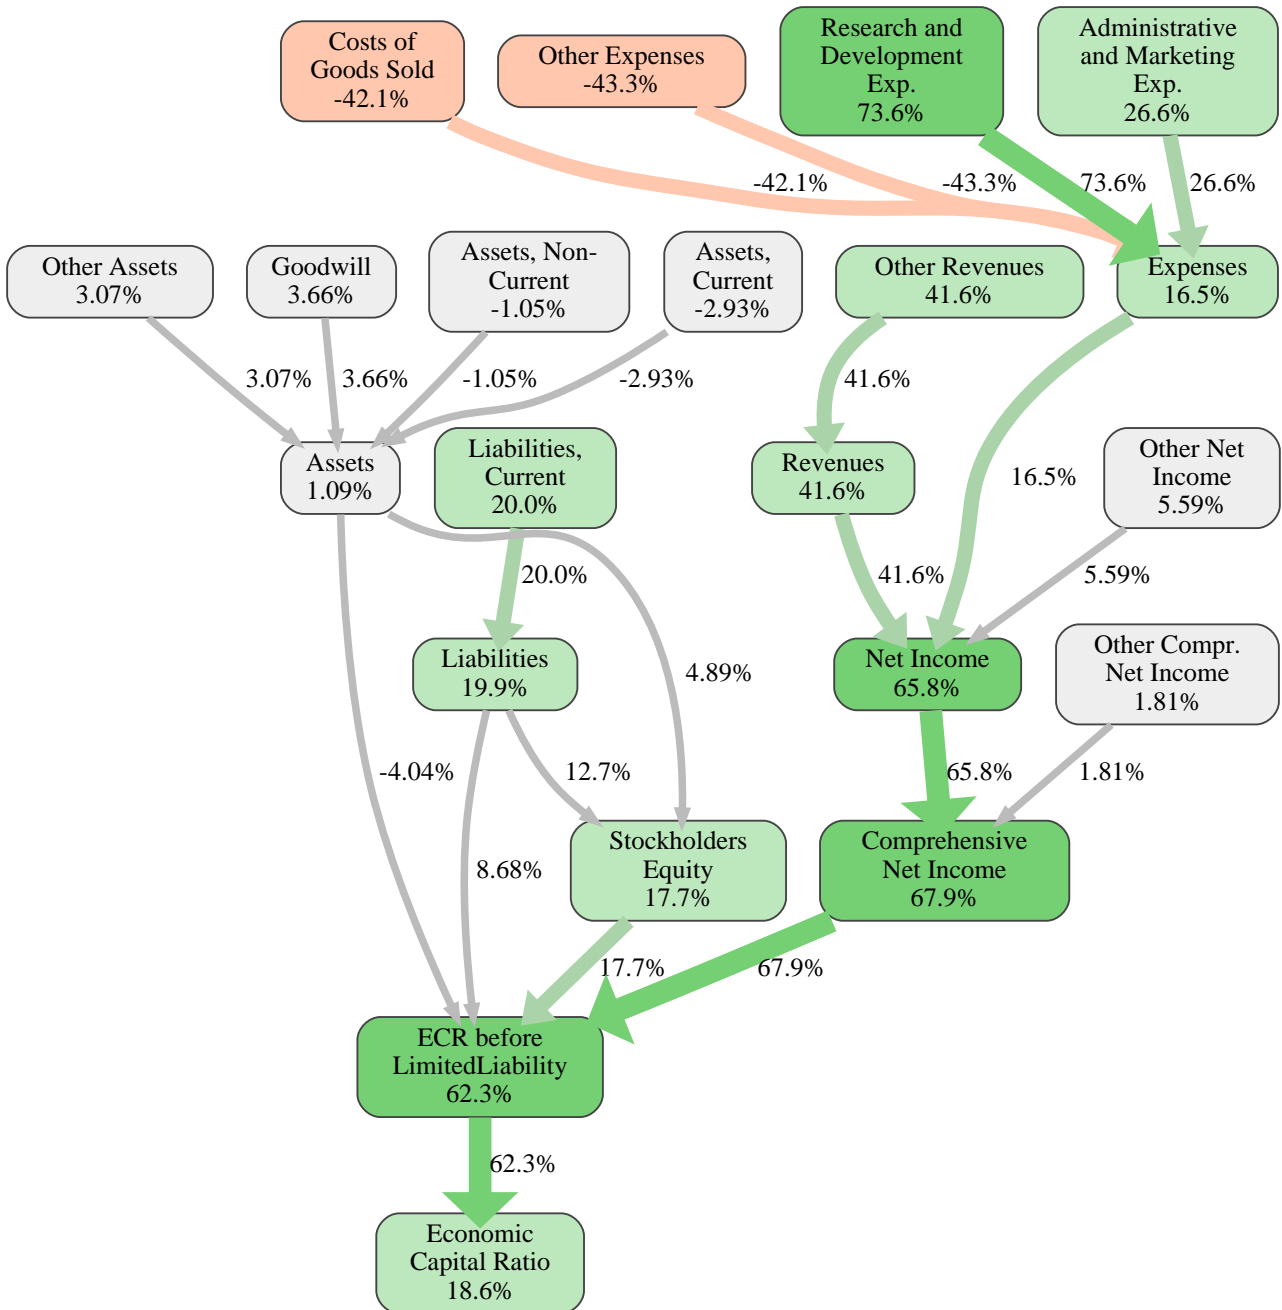 Costs of
Goods Sold
-42.1%
Other Expenses
-43.3%
Research and
Development
Exp.
73.6%
Administrative
and Marketing
Exp.
26.6%
-42.1%
-43.3%
73.6%
26.6%
Other Assets
3.07%
Goodwill
3.66%
Assets, Non-
Current
-1.05%
Assets,
Current
-2.93%
Other Revenues
41.6%
Expenses
16.5%
3.07%
3.66%
-1.05%
-2.93%
41.6%
Assets
1.09%
Liabilities,
Current
20.0%
Revenues
41.6%
16.5%
Other Net
Income
5.59%
20.0%
41.6%
5.59%
Liabilities
19.9%
4.89%
Net Income
65.8%
Other Compr.
Net Income
1.81%
-4.04%
12.7%
65.8%
1.81%
8.68%
Stockholders
Equity
17.7%
Comprehensive
Net Income
67.9%
17.7%
67.9%
ECR before
LimitedLiability
62.3%
62.3%
Economic
Capital Ratio
18.6%